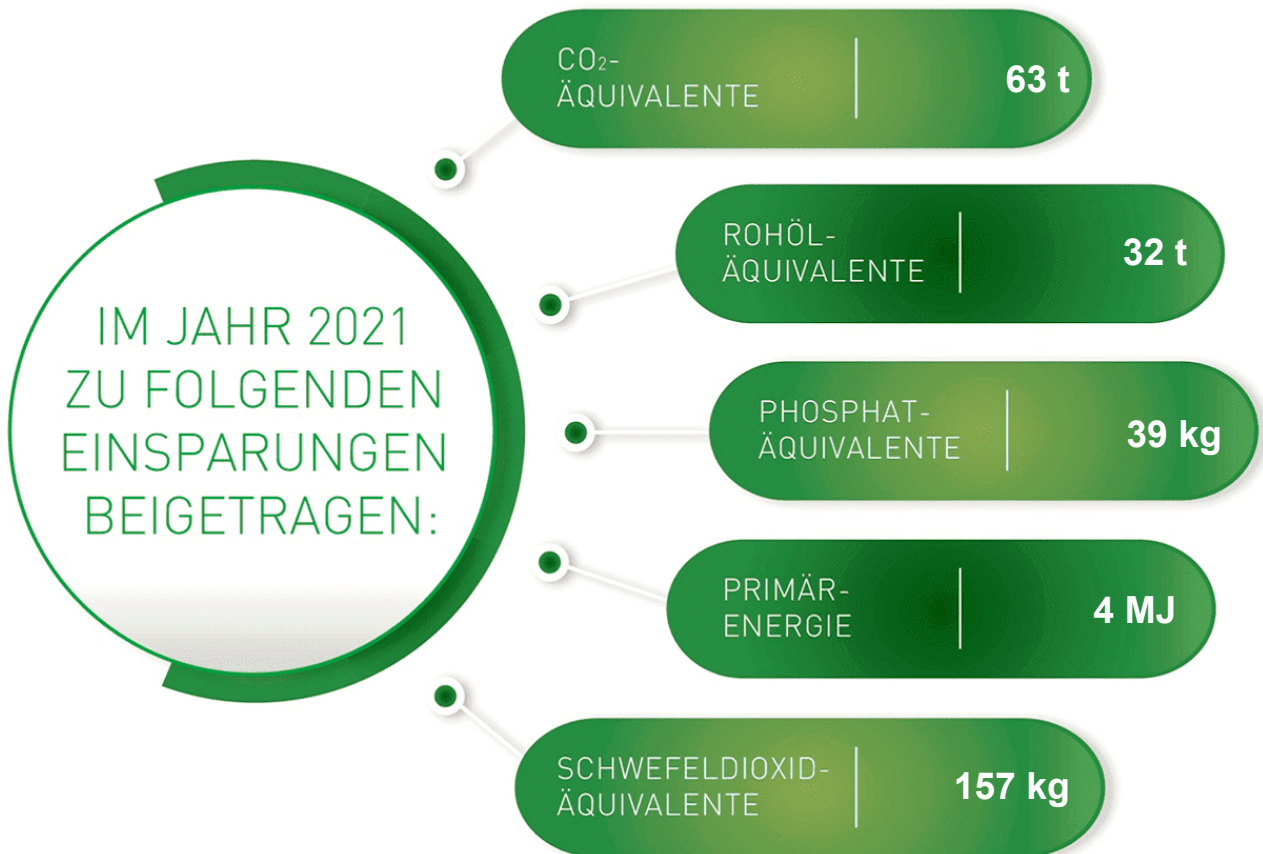 IM JAHR 2021
ZU FOLGENDEN
EINSPARUNGEN
BEIGETRAGEN:
CO₂-
ÄQUIVALENTE
63 t
ROHÖL-
ÄQUIVALENTE
32 t
PHOSPHAT-
ÄQUIVALENTE
39 kg
PRIMÄR-
ENERGIE
4 MJ
SCHWEFELDIOXID-
ÄQUIVALENTE
157 kg